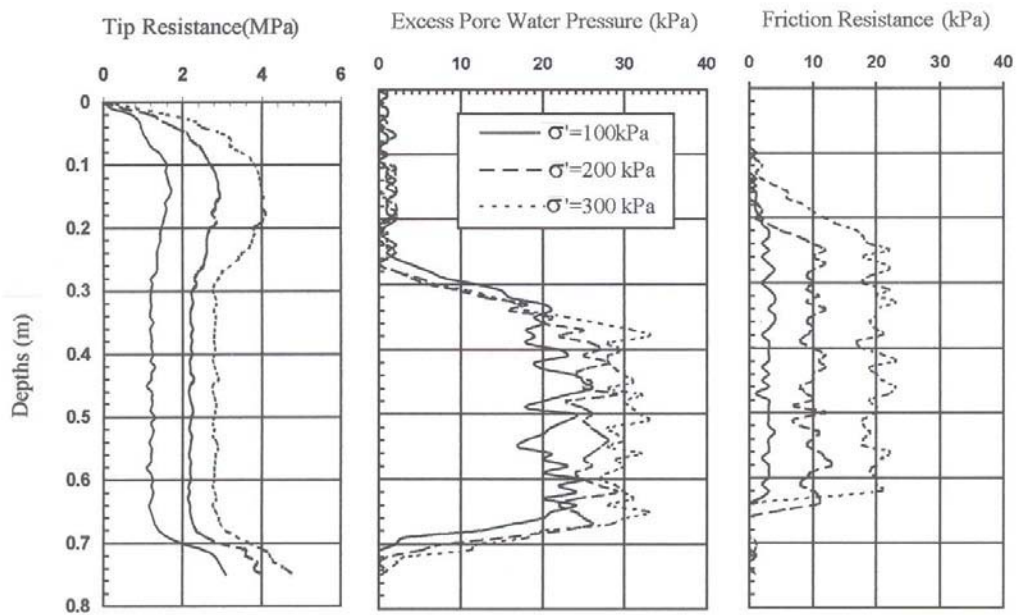 Tip Resistance(MPa)
Excess Pore Water Pressure (kPa)
Friction Resistance (kPa)
0 2 4 6
0 10 20 30 40
0 10 20 30 40
0
0.1
0.2
0.3
0.4
0.5
0.6
0.7
0.8
Depths (m)
σ'=100kPa
σ'=200 kPa
σ'=300 kPa